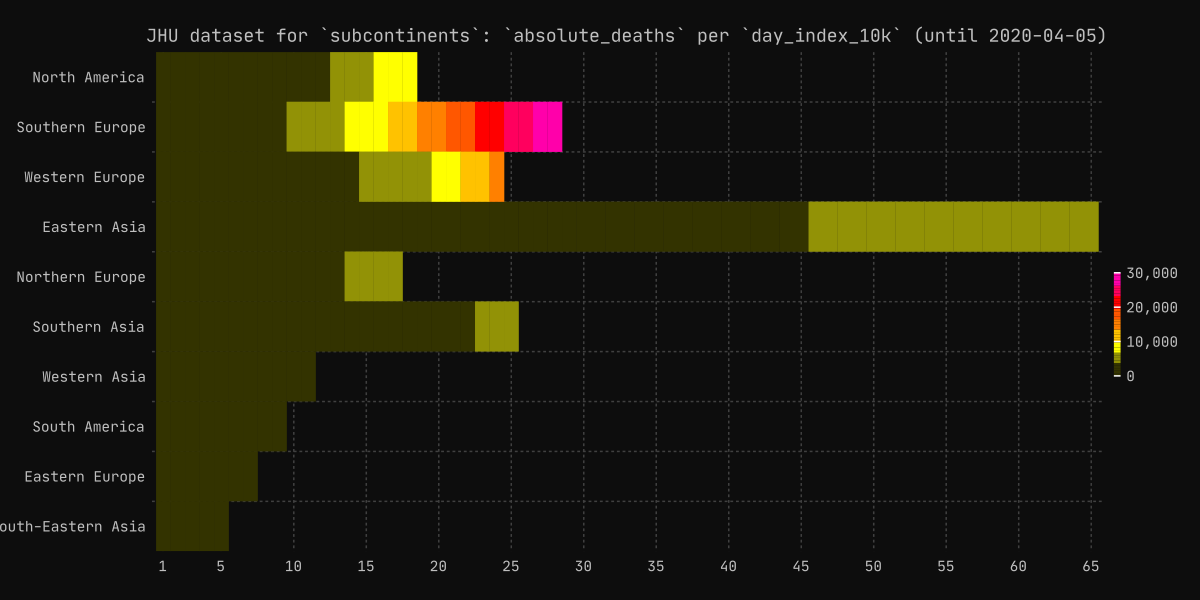 JHU dataset for `subcontinents`: `absolute_deaths` per `day_index_10k` (until 2020-04-05)
North America
Southern Europe
Western Europe
Eastern Asia
Northern Europe
Southern Asia
Western Asia
South America
Eastern Europe
outh-Eastern Asia
30,000
20,000
10,000
0
1 5 10 15 20 25 30 35 40 45 50 55 60 65